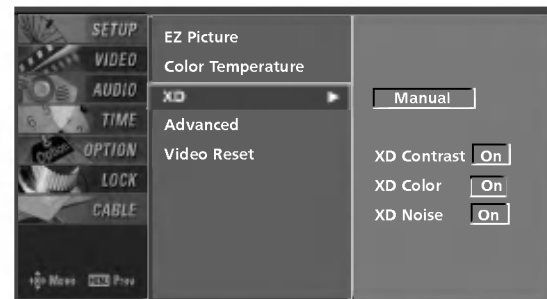 SETUP
VIDEO
AUDIO
TIME
OPTION
LOCK
CABLE
Move MENU Prev
EZ Picture
Color Temperature
XD
Advanced
Video Reset
Manual
XD Contrast On
XD Color On
XD Noise On